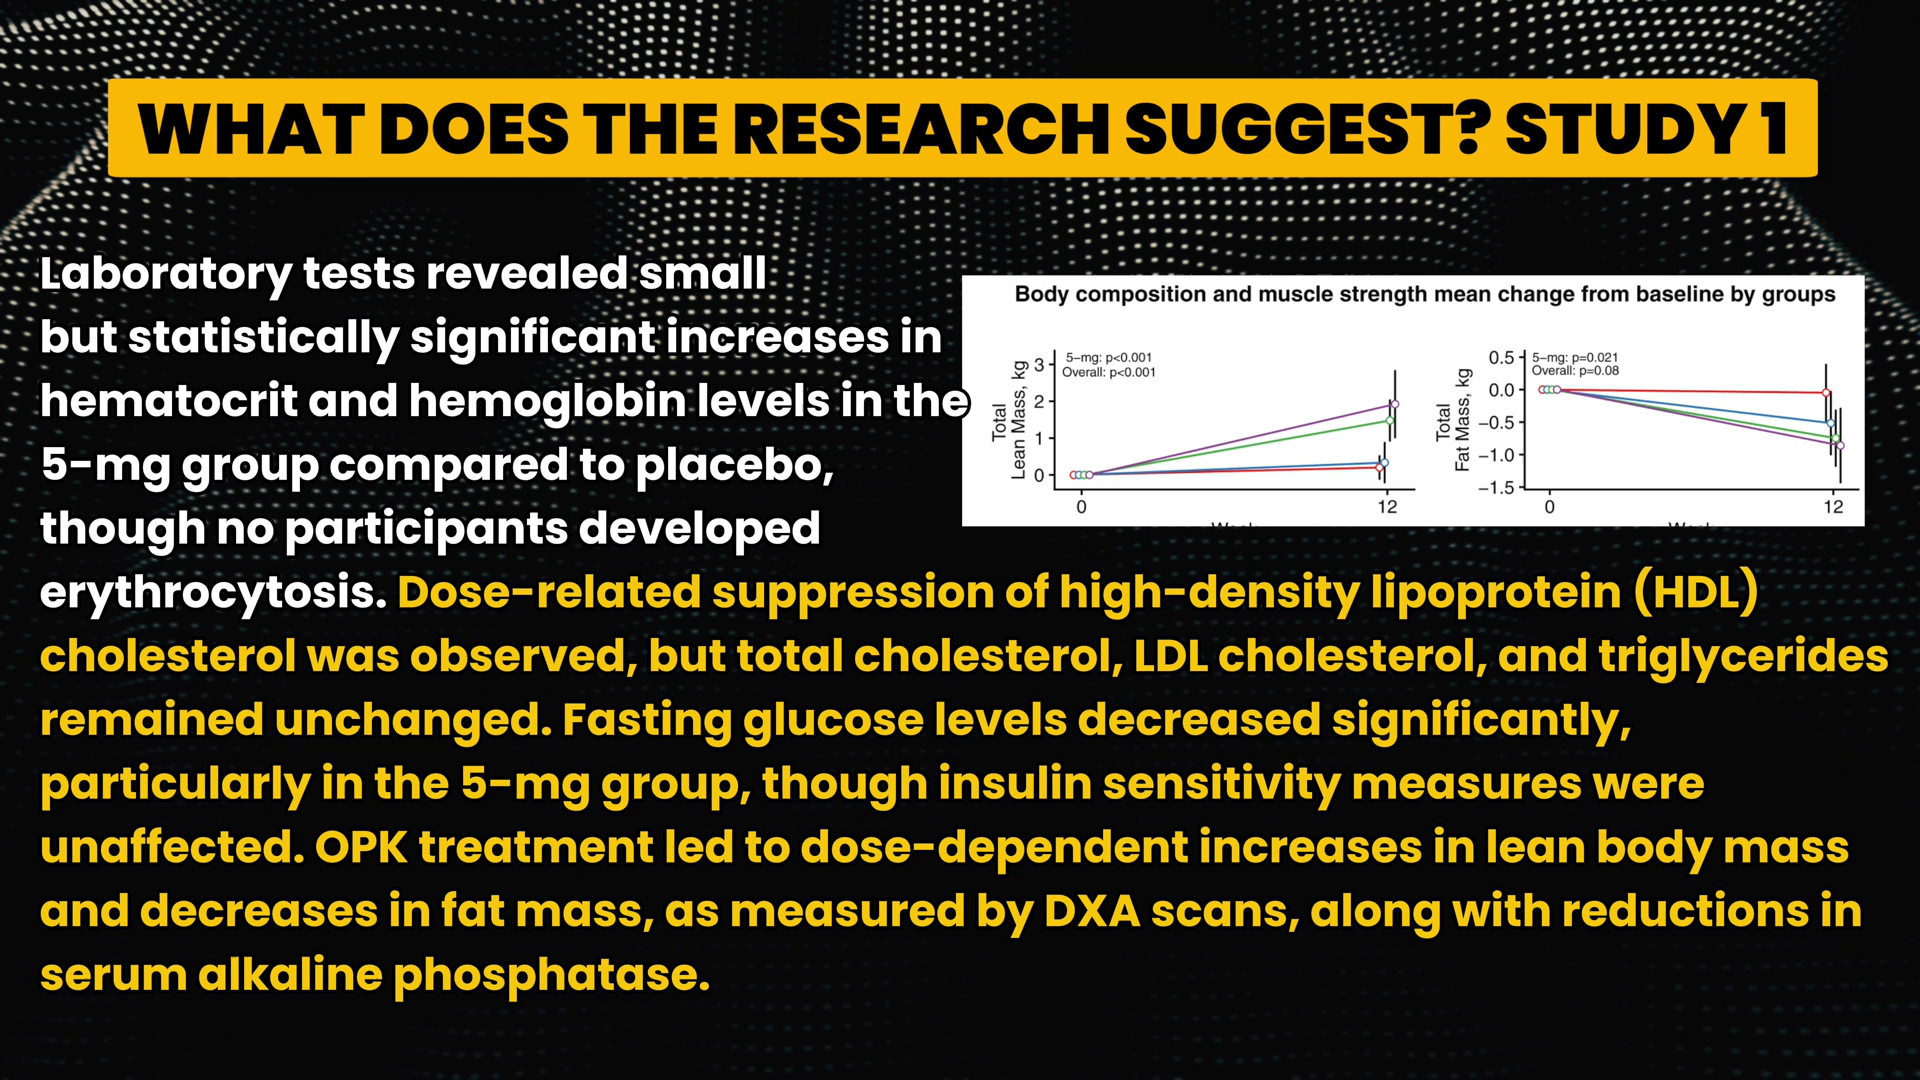 WHAT DOES THE RESEARCH SUGGEST? STUDY 1
Laboratory tests revealed small
but statistically significant increases in
hematocrit and hemoglobin levels in the
5-mg group compared to placebo,
though no participants developed
erythrocytosis. Dose-related suppression of high-density lipoprotein (HDL)
cholesterol was observed, but total cholesterol, LDL cholesterol, and triglycerides
remained unchanged. Fasting glucose levels decreased significantly,
particularly in the 5-mg group, though insulin sensitivity measures were
unaffected. OPK treatment led to dose-dependent increases in lean body mass
and decreases in fat mass, as measured by DXA scans, along with reductions in
serum alkaline phosphatase.
Body composition and muscle strength mean change from baseline by groups
Total
Lean Mass, kg
3
2
1
0
5−mg: p<0.001
Overall: p<0.001
0
12
Total
Fat Mass, kg
0.5
0.0
−0.5
−1.0
−1.5
5−mg: p=0.021
Overall: p=0.08
0
12